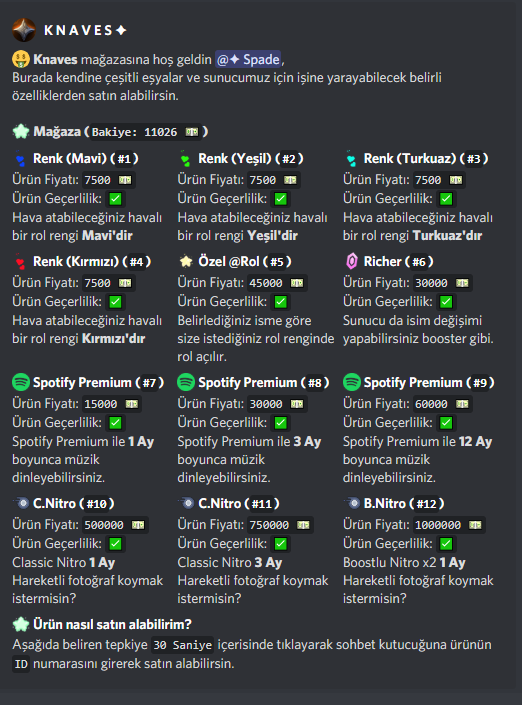 KNAVES✦
Knaves mağazasına hoş geldin @✦ Spade,
Burada kendine çeşitli eşyalar ve sunucumuz için işine yarayabilecek belirli
özelliklerden satın alabilirsin.
Mağaza (Bakiye: 11026 )
Renk (Mavi) (#1) Renk (Yeşil) (#2) Renk (Turkuaz) (#3)
Ürün Fiyatı: 7500 Ürün Fiyatı: 7500 Ürün Fiyatı: 7500
Ürün Geçerlilik: ✅ Ürün Geçerlilik: ✅ Ürün Geçerlilik: ✅
Hava atabileceğiniz havalı Hava atabileceğiniz havalı Hava atabileceğiniz havalı
bir rol rengi Mavi'dir bir rol rengi Yeşil'dir bir rol rengi Turkuaz'dır
Renk (Kırmızı) (#4) Özel @Rol (#5) Richer (#6)
Ürün Fiyatı: 7500 Ürün Fiyatı: 45000 Ürün Fiyatı: 30000
Ürün Geçerlilik: ✅ Ürün Geçerlilik: ✅ Ürün Geçerlilik: ✅
Hava atabileceğiniz havalı Belirlediğiniz isme göre Sunucu da isim değişimi
bir rol rengi Kırmızı'dır size istediğiniz rol renginde yapabilirsiniz booster gibi.
rol açılır.
Spotify Premium (#7) Spotify Premium (#8) Spotify Premium (#9)
Ürün Fiyatı: 15000 Ürün Fiyatı: 30000 Ürün Fiyatı: 60000
Ürün Geçerlilik: ✅ Ürün Geçerlilik: ✅ Ürün Geçerlilik: ✅
Spotify Premium ile 1 Ay Spotify Premium ile 3 Ay Spotify Premium ile 12 Ay
boyunca müzik boyunca müzik boyunca müzik
dinleyebilirsiniz. dinleyebilirsiniz. dinleyebilirsiniz.
C.Nitro (#10) C.Nitro (#11) B.Nitro (#12)
Ürün Fiyatı: 500000 Ürün Fiyatı: 750000 Ürün Fiyatı: 1000000
Ürün Geçerlilik: ✅ Ürün Geçerlilik: ✅ Ürün Geçerlilik: ✅
Classic Nitro 1 Ay Classic Nitro 3 Ay Boostlu Nitro x2 1 Ay
Hareketli fotoğraf koymak Hareketli fotoğraf koymak Hareketli fotoğraf koymak
istermisin? istermisin? istermisin?
Ürün nasıl satın alabilirim?
Aşağıda beliren tepkiye 30 Saniye içerisinde tıklayarak sohbet kutucuğuna ürünün
ID numarasını girerek satın alabilirsin.